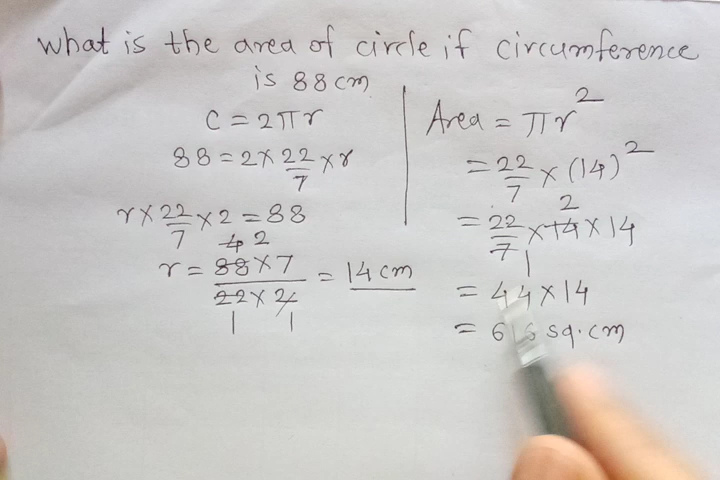 What is the area of circle if circumference
is 88 cm
C = 2πr
88 = 2 × 22/7 × r
r × 22/7 × 2 = 88
4 2
r = 88 × 7 / 22 × 2 = 14 cm
1 1
Area = πr²
= 22/7 × (14)²
2
= 22/7 × 14 × 14
1
= 44 × 14
= 616 sq.cm